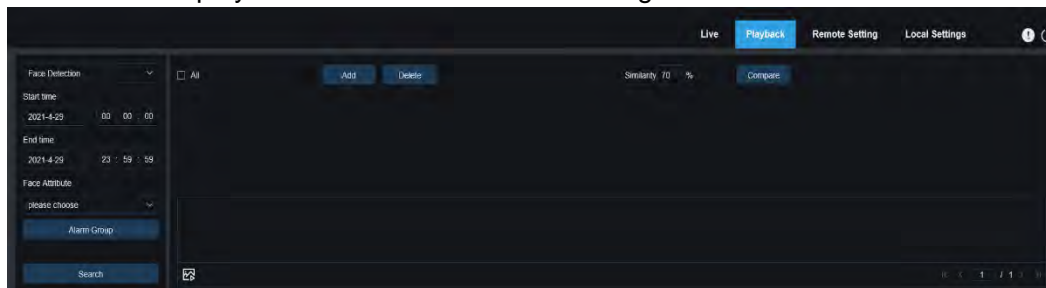 Live Playback Remote Setting Local Settings
Face Detection
All Add Delete Similarity 70 % Compare
Start time
2021-4-29 00 : 00 : 00
End time
2021-4-29 23 : 59 : 59
Face Attribute
please choose
Alarm Group
Search
1 / 1